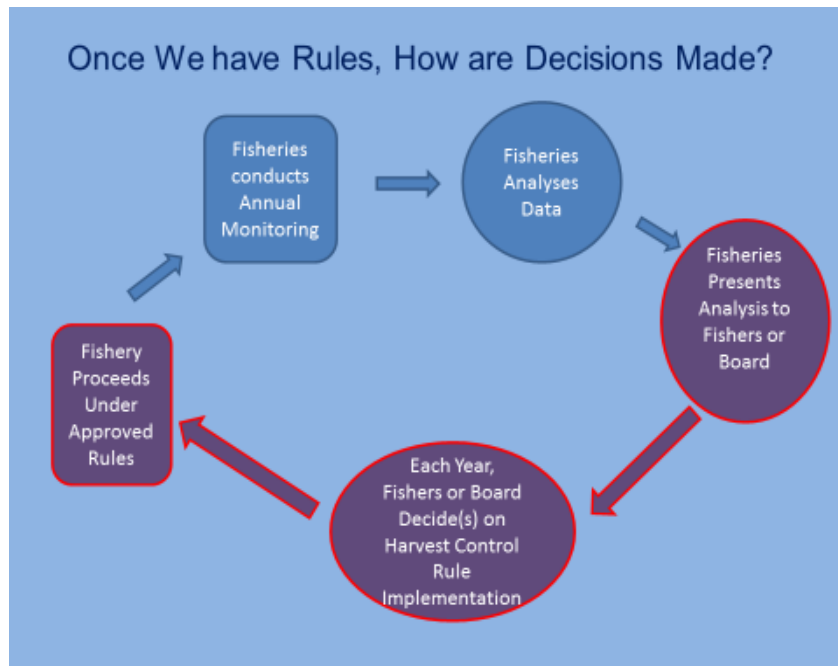 Once We have Rules, How are Decisions Made?
Fisheries
conducts
Annual
Monitoring
Fisheries
Analyses
Data
Fisheries
Presents
Analysis to
Fishers or
Board
Each Year,
Fishers or Board
Decide(s) on
Harvest Control
Rule
Implementation
Fishery
Proceeds
Under
Approved
Rules